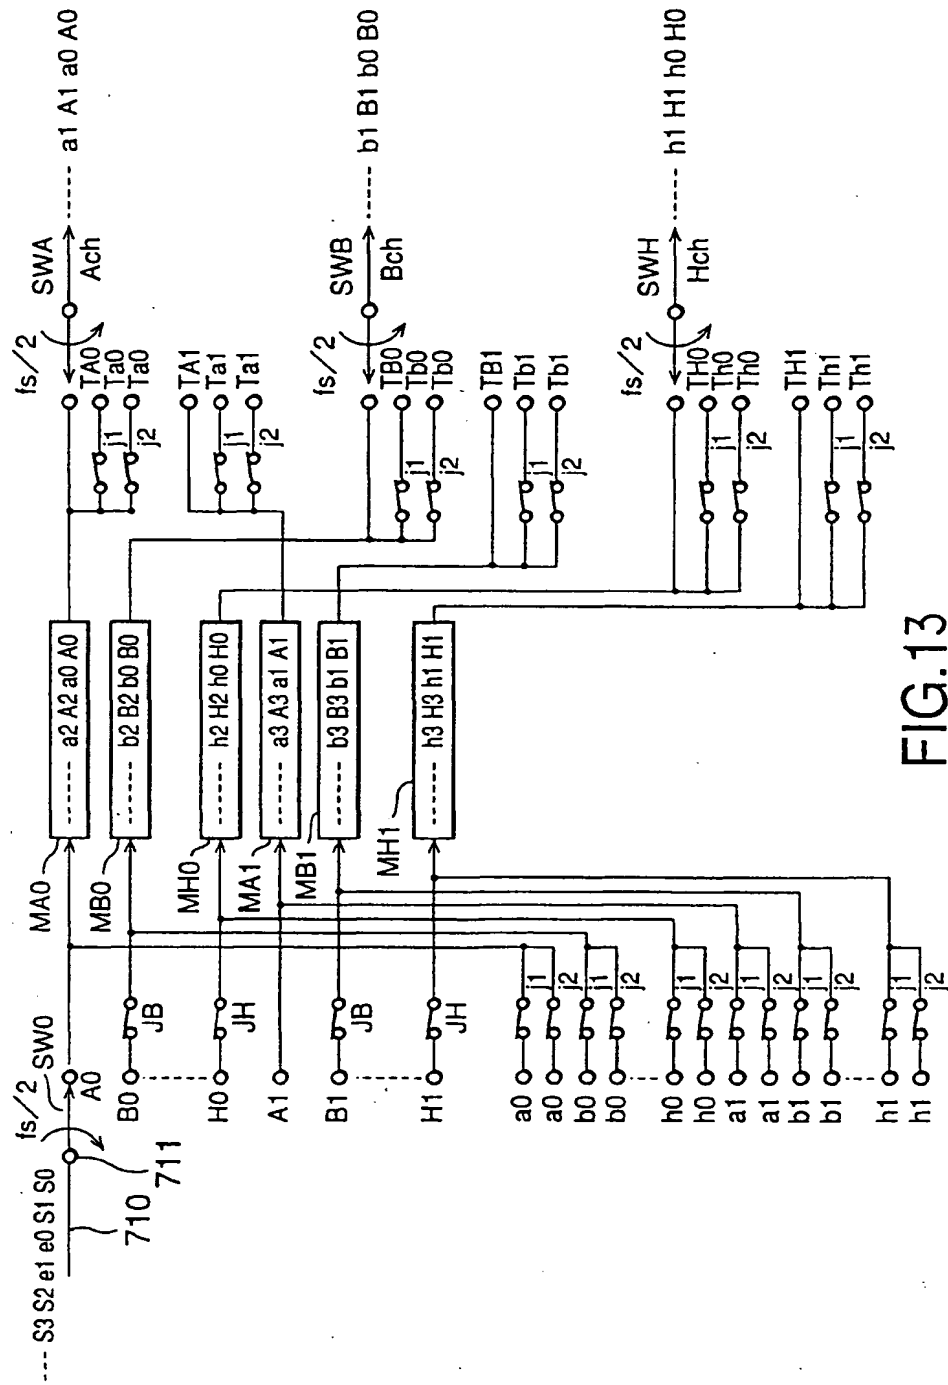 ---- S3 S2 e1 e0 S1 S0
710
711
fs/2
SW0
A0
B0
JB
H0
JH
A1
B1
JB
H1
JH
a0
j1
a0
j2
b0
j1
b0
j2
h0
j1
h0
j2
a1
j1
a1
j2
b1
j1
b1
j2
h1
j1
h1
j2
MA0
------ a2 A2 a0 A0
MB0
------ b2 B2 b0 B0
MH0
------ h2 H2 h0 H0
MA1
------ a3 A3 a1 A1
MB1
------ b3 B3 b1 B1
MH1
------ h3 H3 h1 H1
fs/2
SWA
Ach
----- a1 A1 a0 A0
TA0
j1
Ta0
j2
Ta0
TA1
j1
Ta1
j2
Ta1
fs/2
SWB
Bch
----- b1 B1 b0 B0
TB0
j1
Tb0
j2
Tb0
TB1
j1
Tb1
j2
Tb1
fs/2
SWH
Hch
----- h1 H1 h0 H0
TH0
j1
Th0
j2
Th0
TH1
j1
Th1
j2
Th1
FIG.13